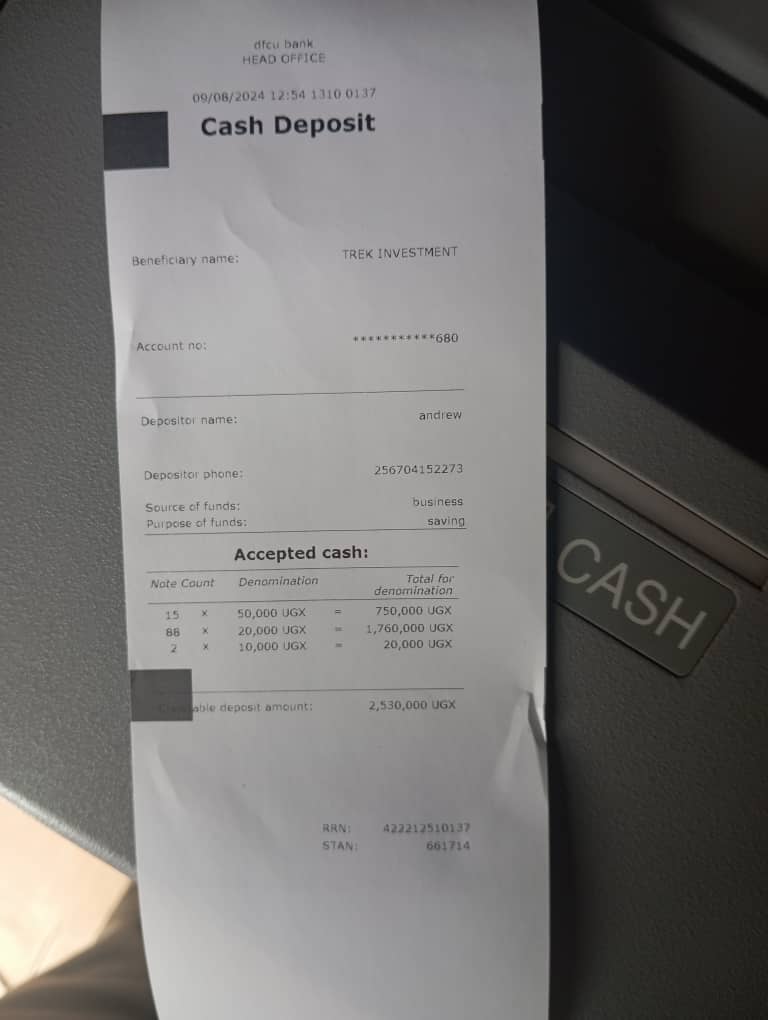 dfcu bank
HEAD OFFICE
09/08/2024 12:54 1310 0137
Cash Deposit
Beneficiary name: TREK INVESTMENT
Account no: ***********680
Depositor name: andrew
Depositor phone: 256704152273
Source of funds: business
Purpose of funds: saving
Accepted cash:
Note Count Denomination Total for denomination
15 x 50,000 UGX = 750,000 UGX
88 x 20,000 UGX = 1,760,000 UGX
2 x 10,000 UGX = 20,000 UGX
deposit amount: 2,530,000 UGX
RRN: 422212510137
STAN: 661714
CASH